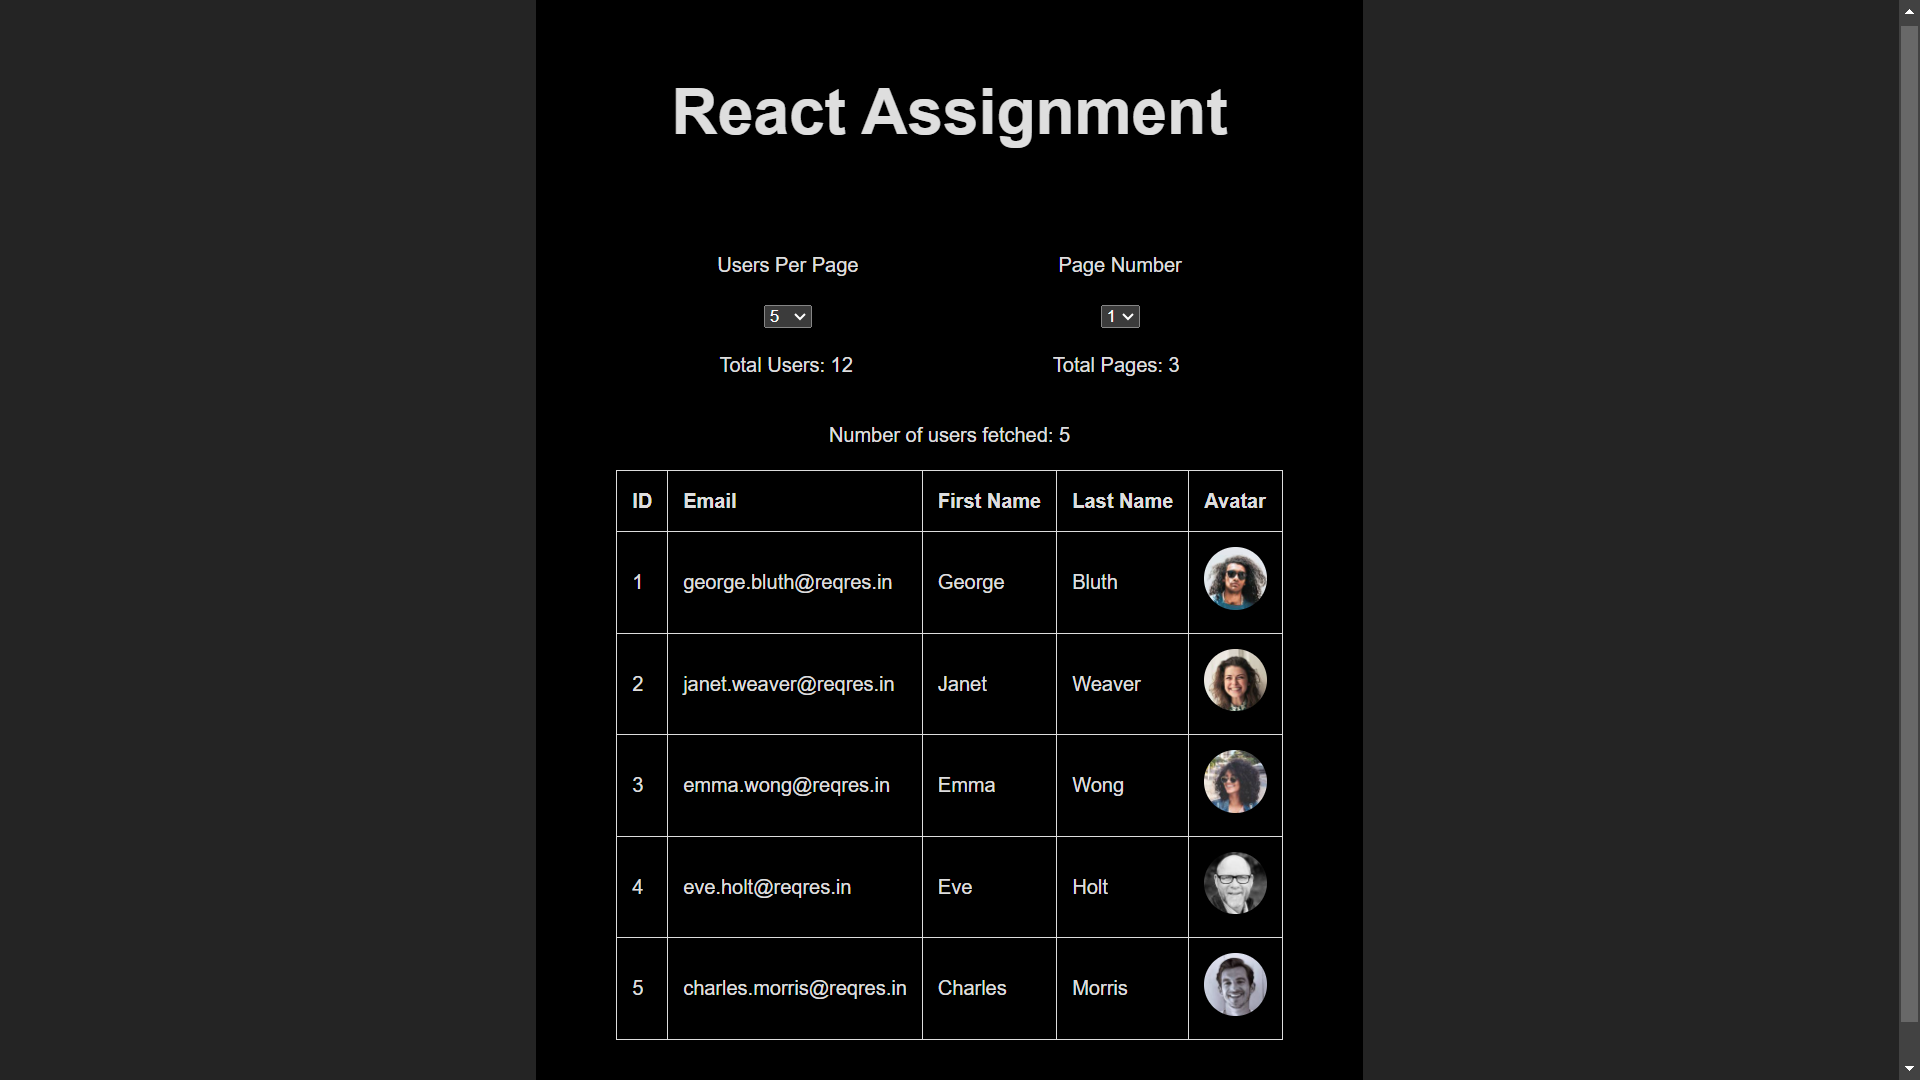 React Assignment
Users Per Page Page Number
5 1
Total Users: 12 Total Pages: 3
Number of users fetched: 5
ID Email First Name Last Name Avatar
1 george.bluth@reqres.in George Bluth
2 janet.weaver@reqres.in Janet Weaver
3 emma.wong@reqres.in Emma Wong
4 eve.holt@reqres.in Eve Holt
5 charles.morris@reqres.in Charles Morris